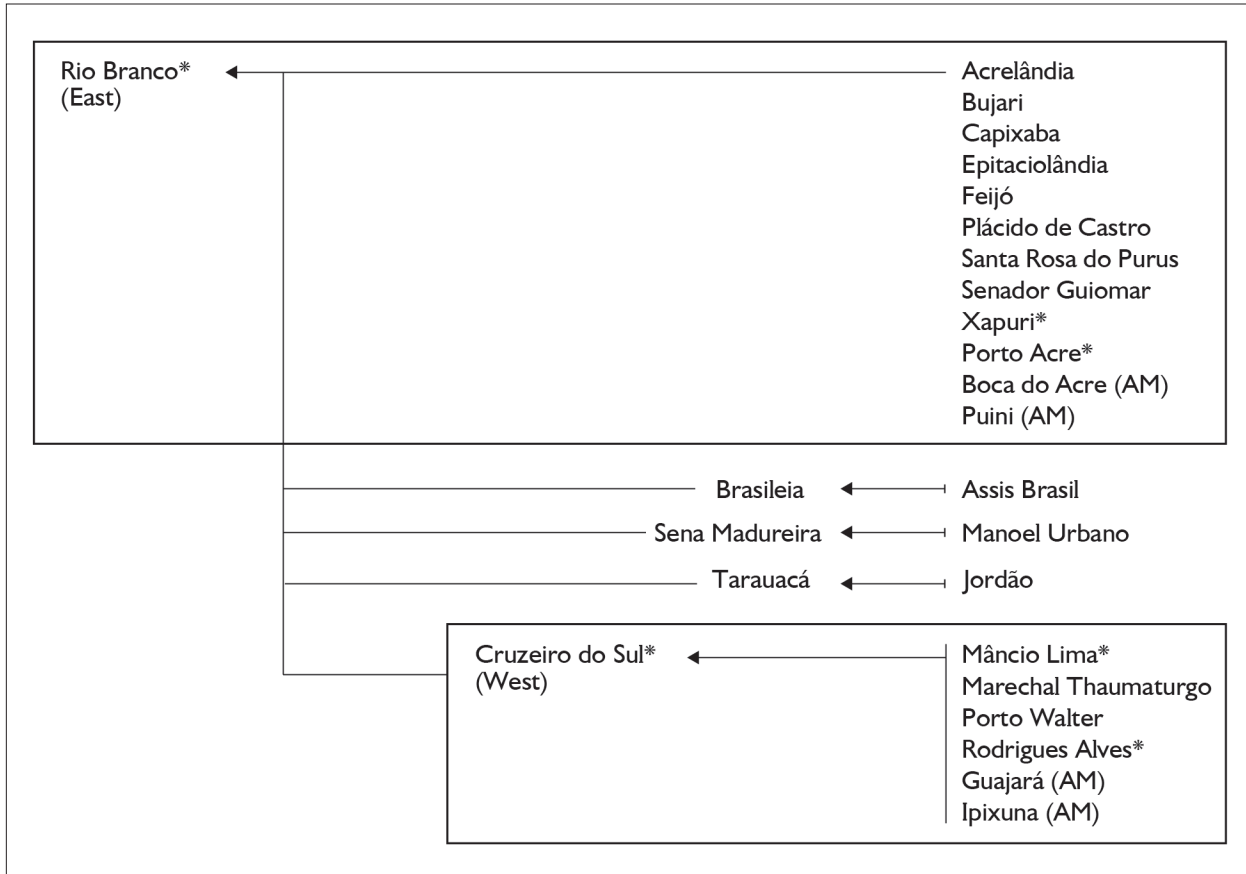 Rio Branco*
(East)
Acrelândia
Bujari
Capixaba
Epitaciolândia
Feijó
Plácido de Castro
Santa Rosa do Purus
Senador Guiomar
Xapuri*
Porto Acre*
Boca do Acre (AM)
Puini (AM)
Brasileia
Assis Brasil
Sena Madureira
Manoel Urbano
Tarauacá
Jordão
Cruzeiro do Sul*
(West)
Mâncio Lima*
Marechal Thaumaturgo
Porto Walter
Rodrigues Alves*
Guajará (AM)
Ipixuna (AM)